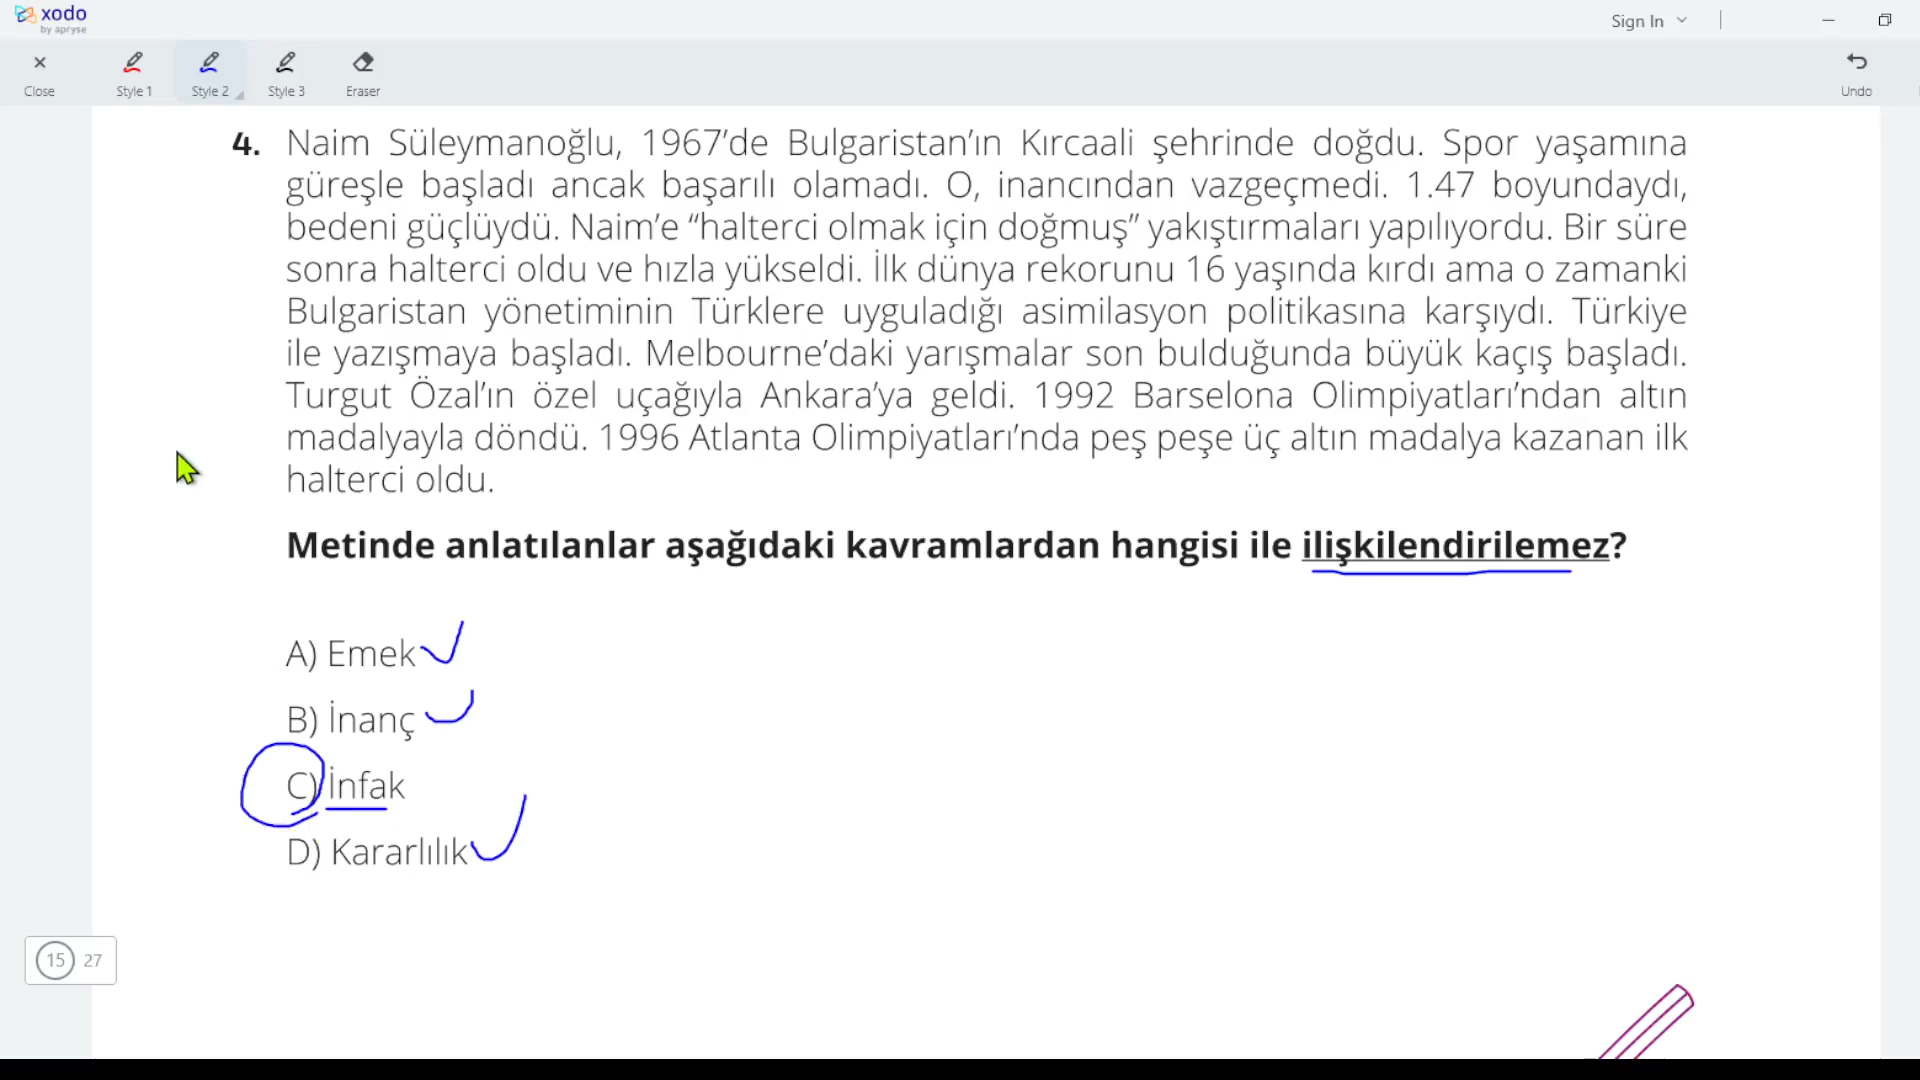 xodo
by apryse
Sign In
Close
Style 1
Style 2
Style 3
Eraser
Undo
4. Naim Süleymanoğlu, 1967’de Bulgaristan’ın Kırcaali şehrinde doğdu. Spor yaşamına
güreşle başladı ancak başarılı olamadı. O, inancından vazgeçmedi. 1.47 boyundaydı,
bedeni güçlüydü. Naim’e “halterci olmak için doğmuş” yakıştırmaları yapılıyordu. Bir süre
sonra halterci oldu ve hızla yükseldi. İlk dünya rekorunu 16 yaşında kırdı ama o zamanki
Bulgaristan yönetiminin Türklere uyguladığı asimilasyon politikasına karşıydı. Türkiye
ile yazışmaya başladı. Melbourne’daki yarışmalar son bulduğunda büyük kaçış başladı.
Turgut Özal’ın özel uçağıyla Ankara’ya geldi. 1992 Barselona Olimpiyatları’ndan altın
madalyayla döndü. 1996 Atlanta Olimpiyatları’nda peş peşe üç altın madalya kazanan ilk
halterci oldu.
Metinde anlatılanlar aşağıdaki kavramlardan hangisi ile ilişkilendirilemez?
A) Emek
B) İnanç
C) İnfak
D) Kararlılık
15 27